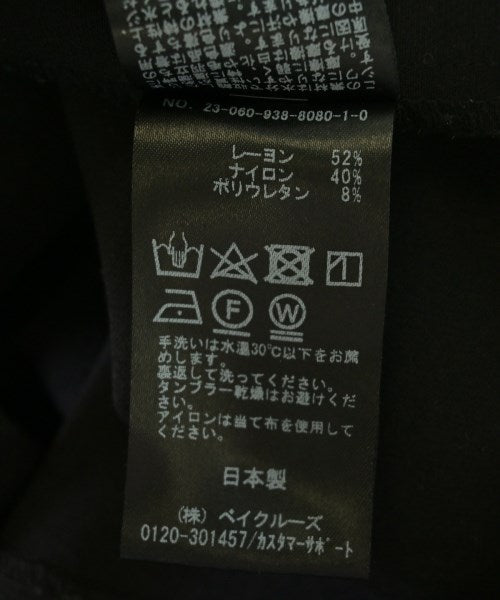 NO. 23-060-938-8080-1-0
レーヨン 52%
ナイロン 40%
ポリウレタン 8%
F
W
手洗いは水温30℃以下をお薦
めします。
裏返して洗ってください。
タンブラー乾燥はお避けくだ
さい。
アイロンは当て布を使用して
ください。
日本製
(株) ベイクルーズ
0120-301457/カスタマーサポート